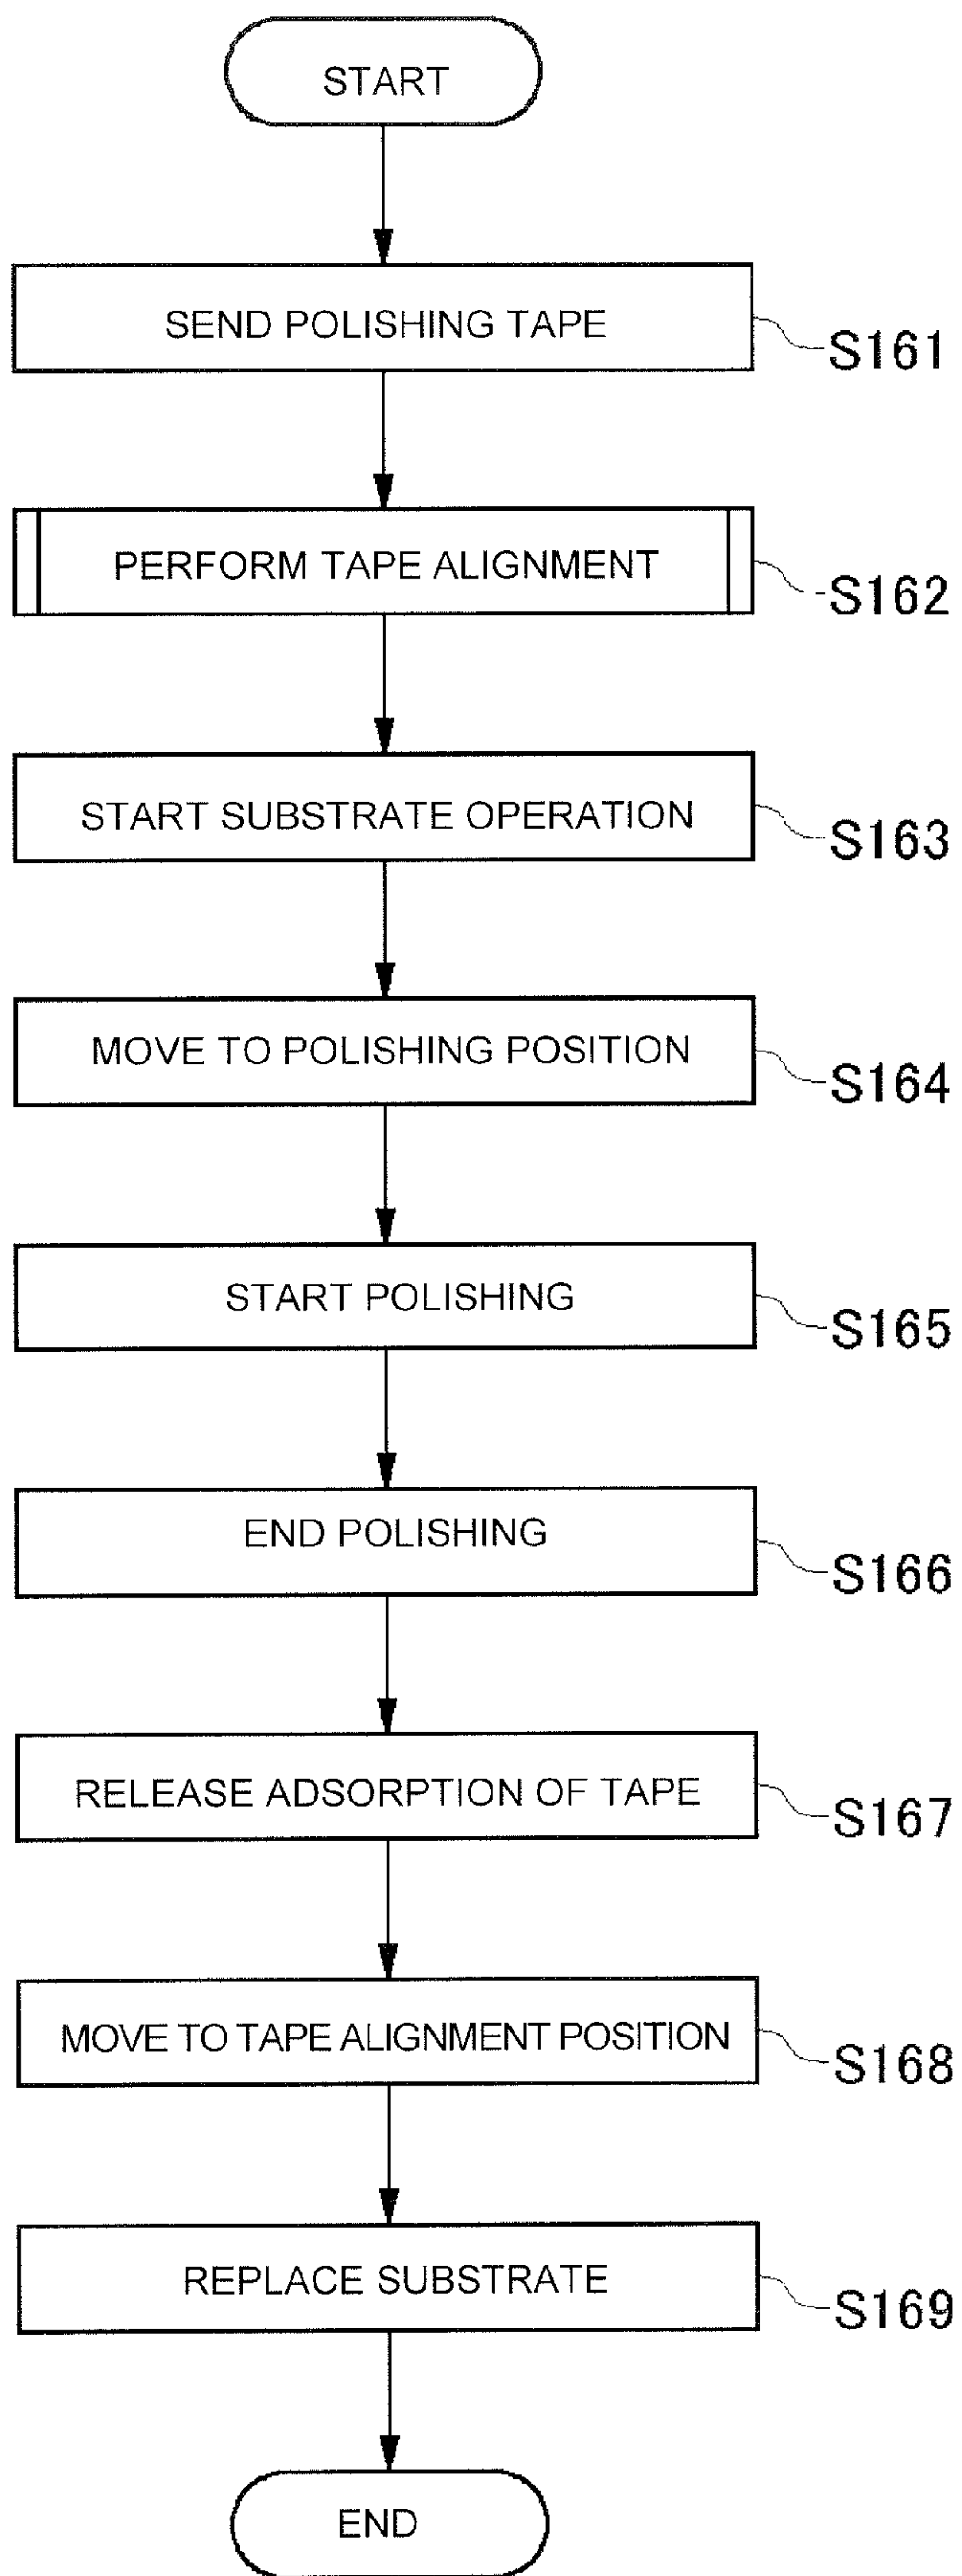 START
SEND POLISHING TAPE
S161
PERFORM TAPE ALIGNMENT
S162
START SUBSTRATE OPERATION
S163
MOVE TO POLISHING POSITION
S164
START POLISHING
S165
END POLISHING
S166
RELEASE ADSORPTION OF TAPE
S167
MOVE TO TAPE ALIGNMENT POSITION
S168
REPLACE SUBSTRATE
S169
END